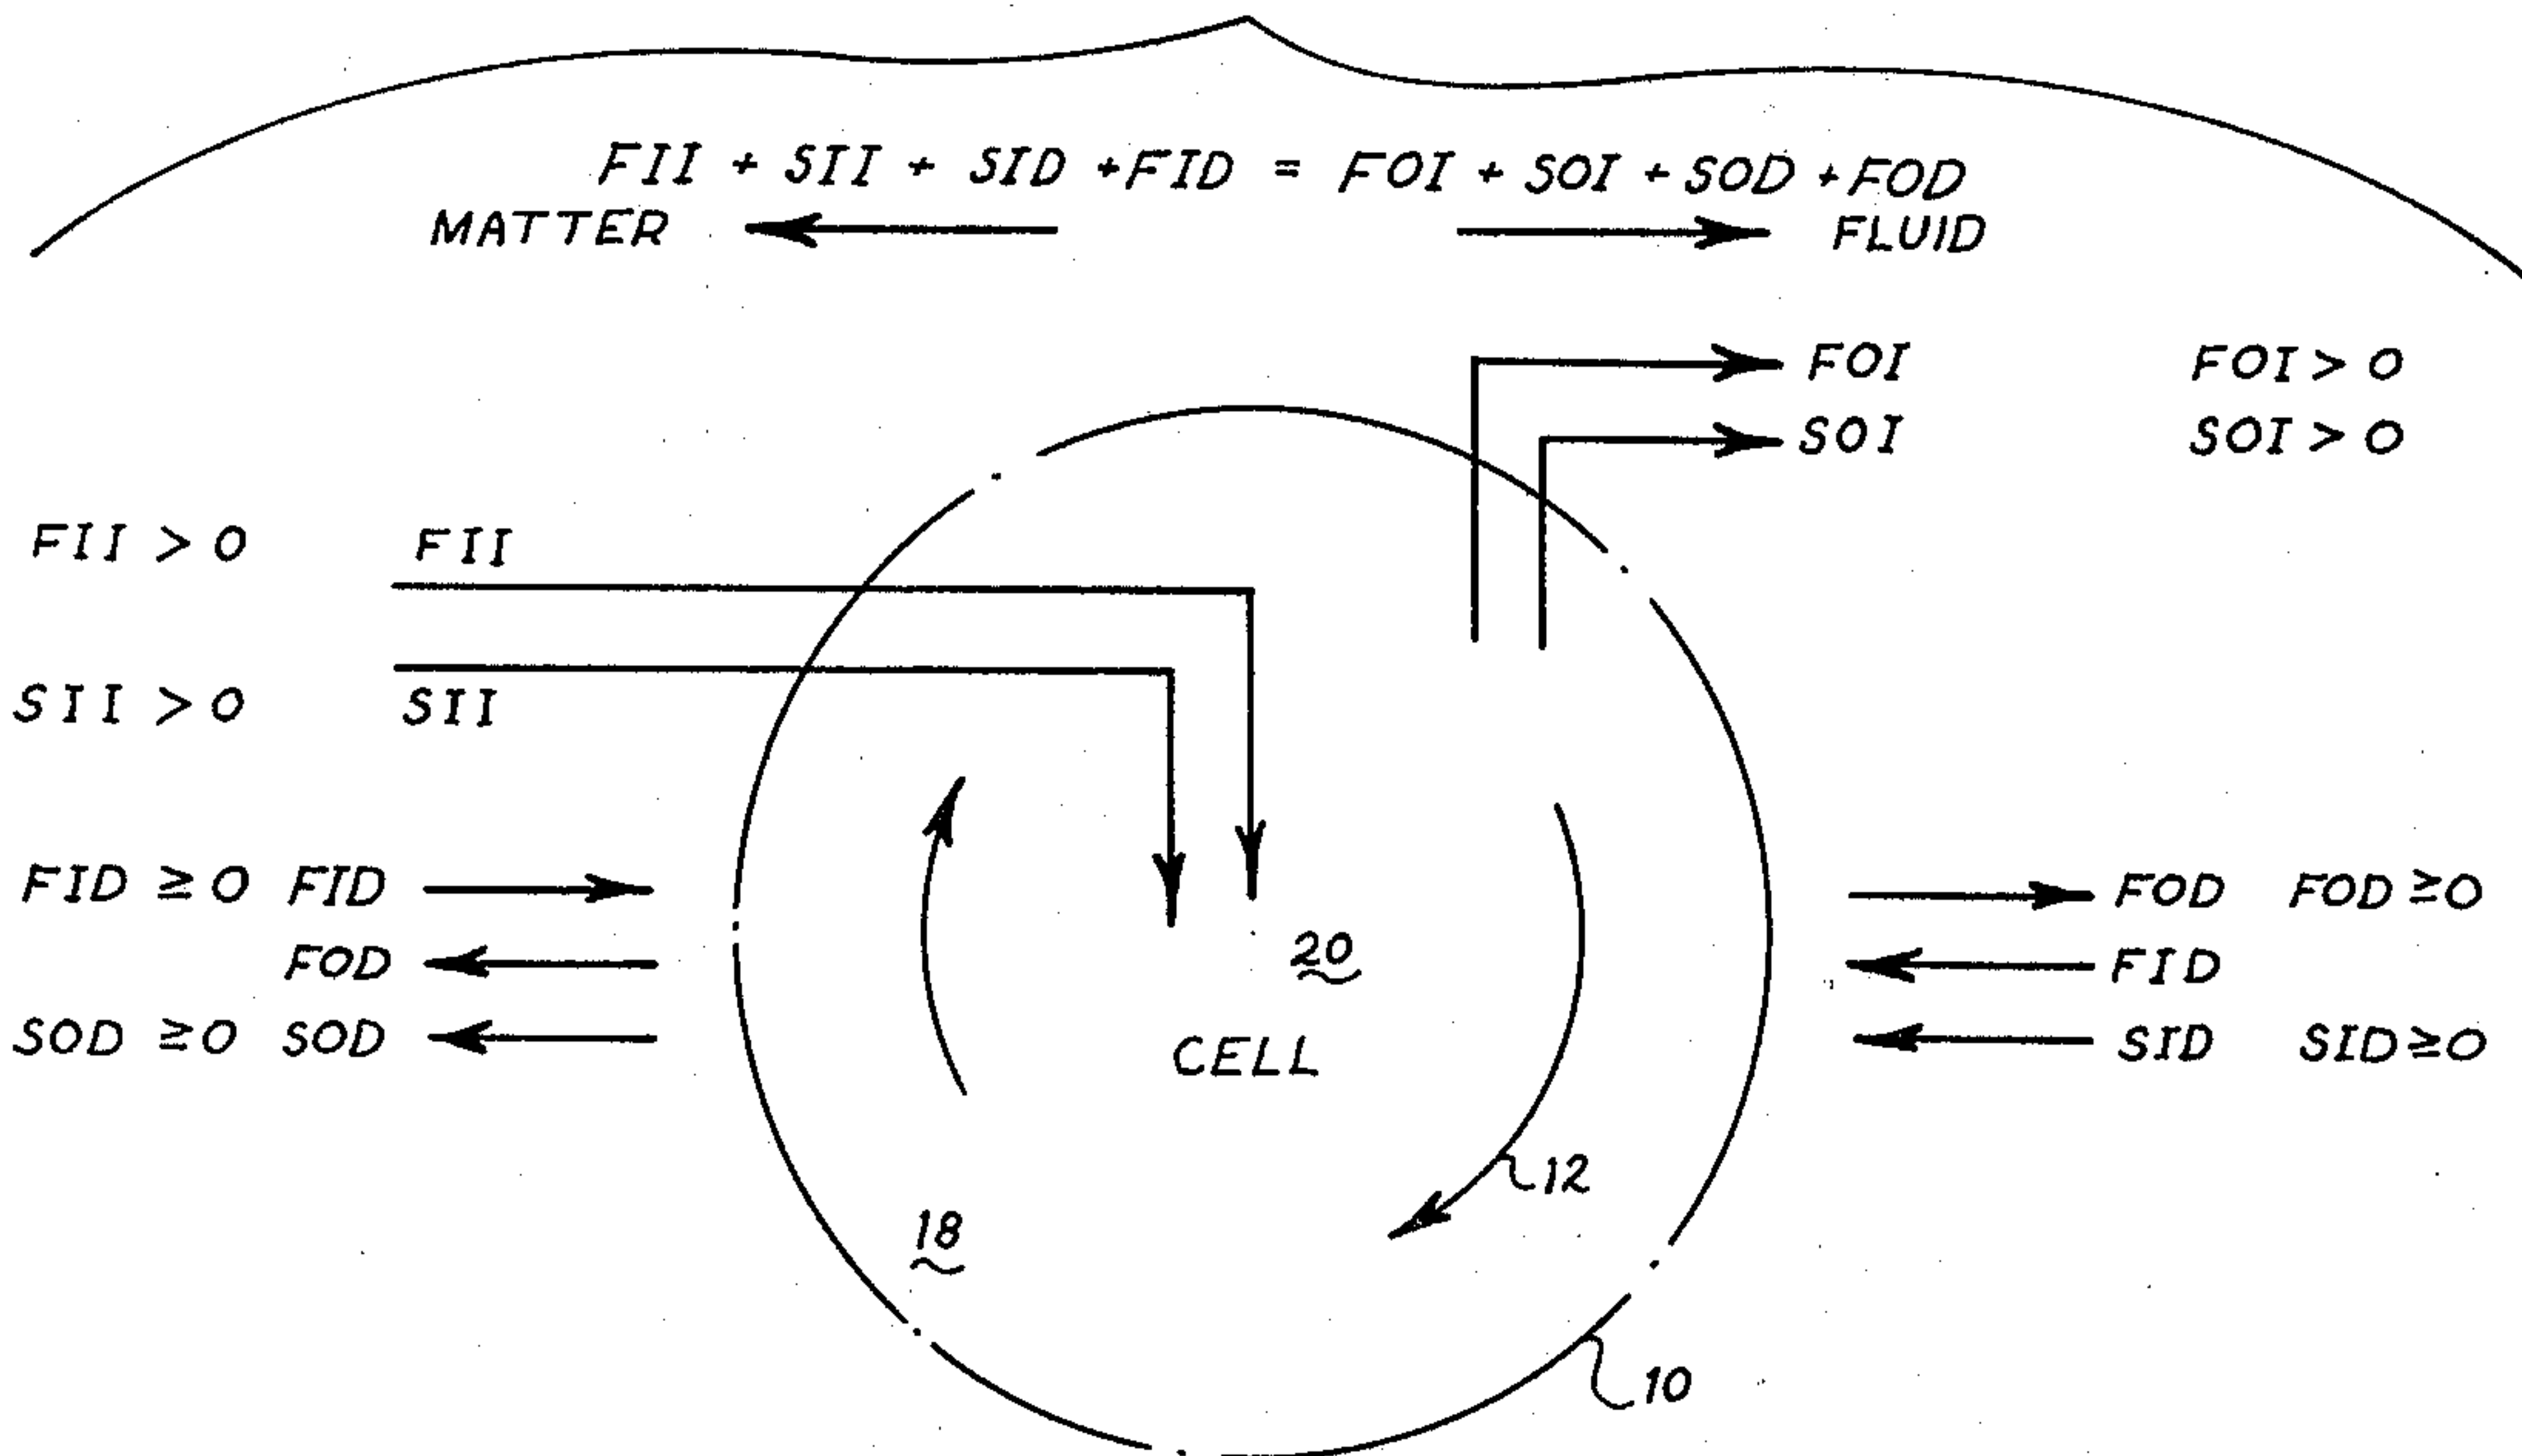 FII + SII + SID + FID = FOI + SOI + SOD + FOD
MATTER FLUID
FOI FOI > 0
SOI SOI > 0
FII > 0 FII
SII > 0 SII
FID ≥ 0 FID FOD FOD ≥ 0
FOD FID
SOD ≥ 0 SOD SID SID ≥ 0
20
CELL
12
18
10